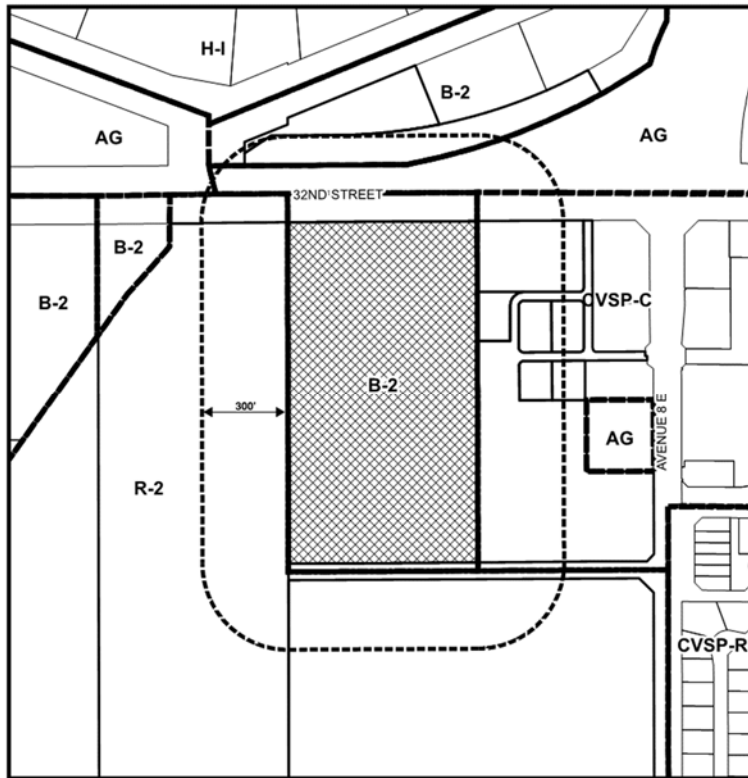 H-I
B-2
AG
AG
32ND STREET
B-2
B-2
CVSP-C
B-2
300'
AG
AVENUE 8 E
R-2
CVSP-R